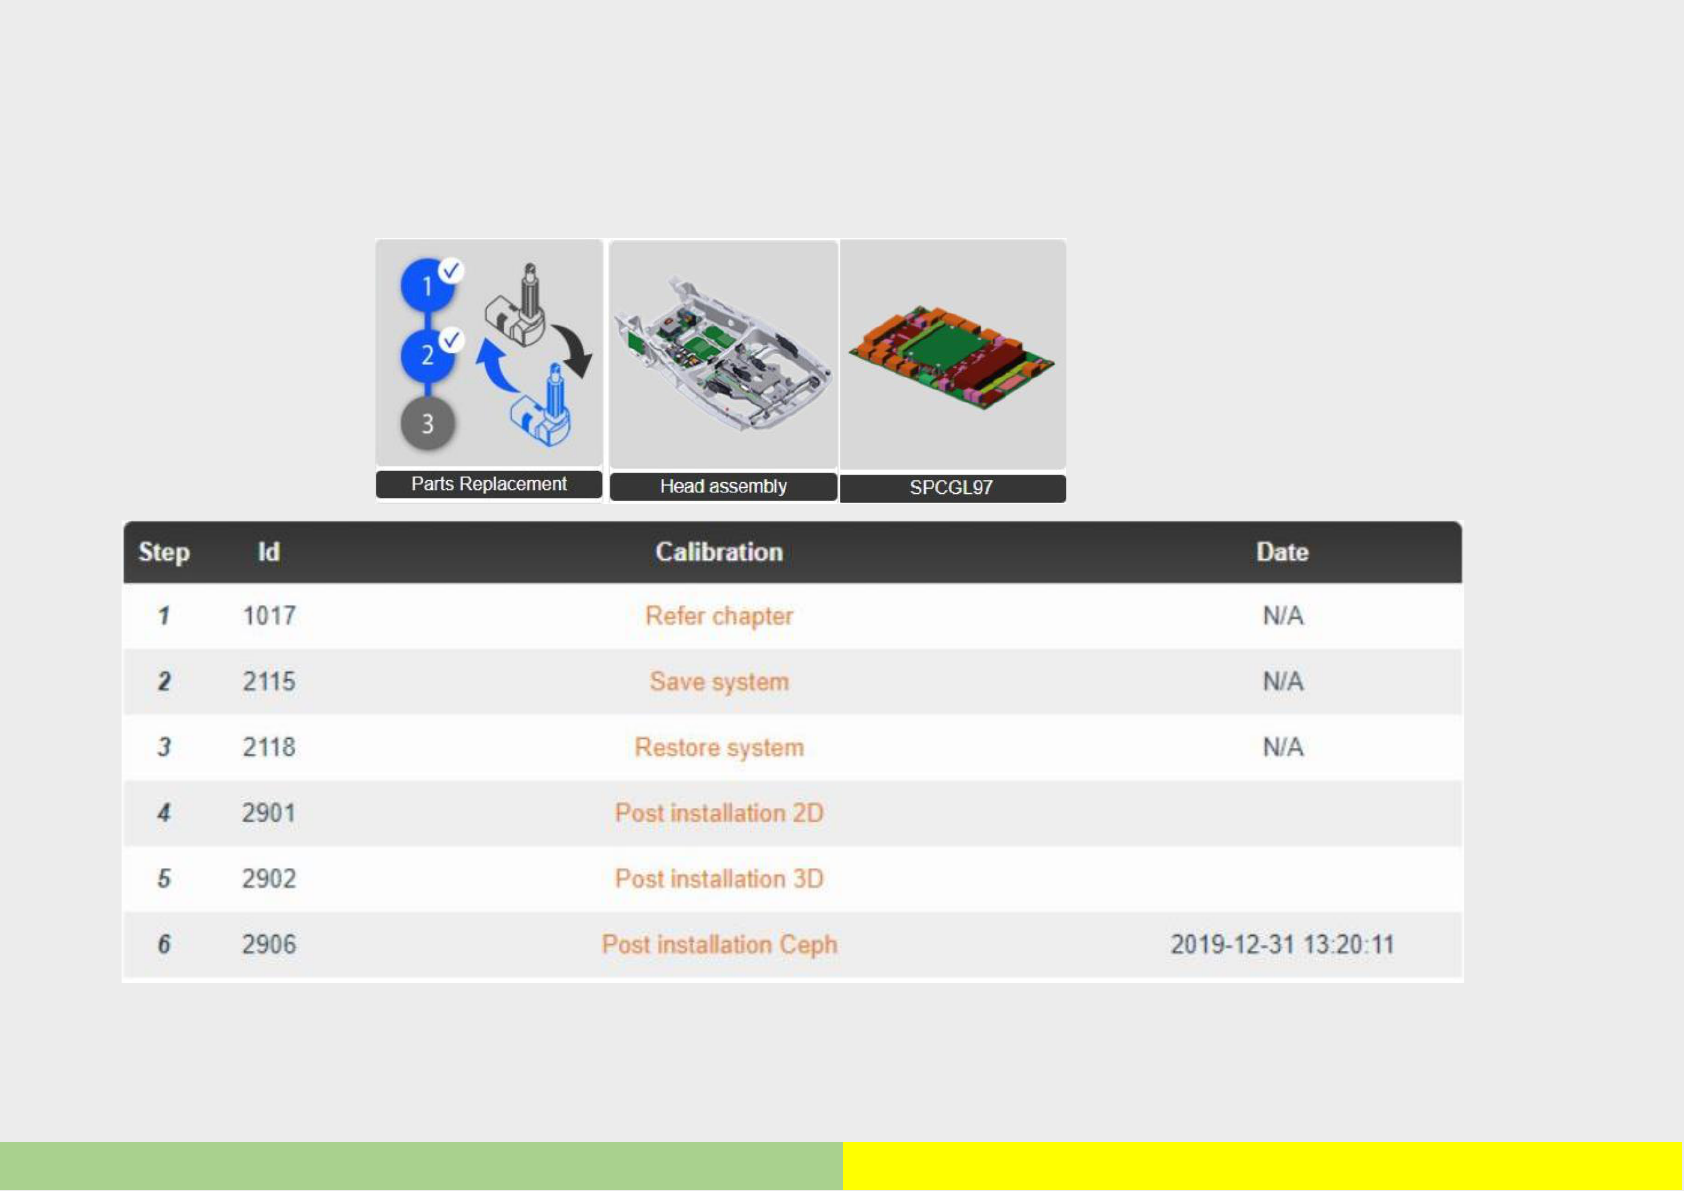 1
2
3
Parts Replacement
Head assembly
SPCGL97
Step Id Calibration Date
1 1017 Refer chapter N/A
2 2115 Save system N/A
3 2118 Restore system N/A
4 2901 Post installation 2D
5 2902 Post installation 3D
6 2906 Post installation Ceph 2019-12-31 13:20:11